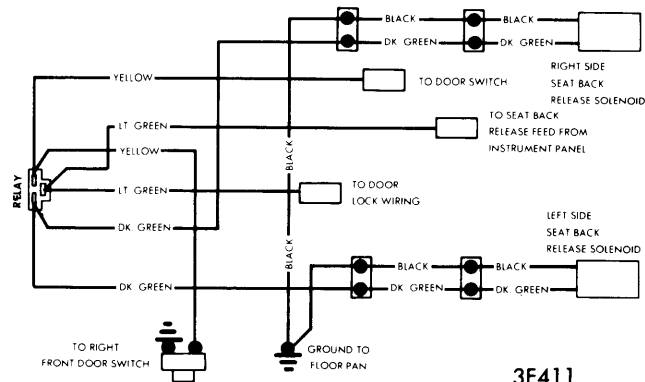 BLACK BLACK
DK. GREEN DK. GREEN
RIGHT SIDE
SEAT BACK
RELEASE SOLENOID
YELLOW
TO DOOR SWITCH
TO SEAT BACK
RELEASE FEED FROM
INSTRUMENT PANEL
LT GREEN
YELLOW
BLACK
RELAY
LT GREEN
TO DOOR
LOCK WIRING
DK. GREEN
LEFT SIDE
SEAT BACK
RELEASE SOLENOID
BLACK
BLACK BLACK
DK GREEN
DK GREEN DK. GREEN
TO RIGHT
FRONT DOOR SWITCH
GROUND TO
FLOOR PAN
3F411